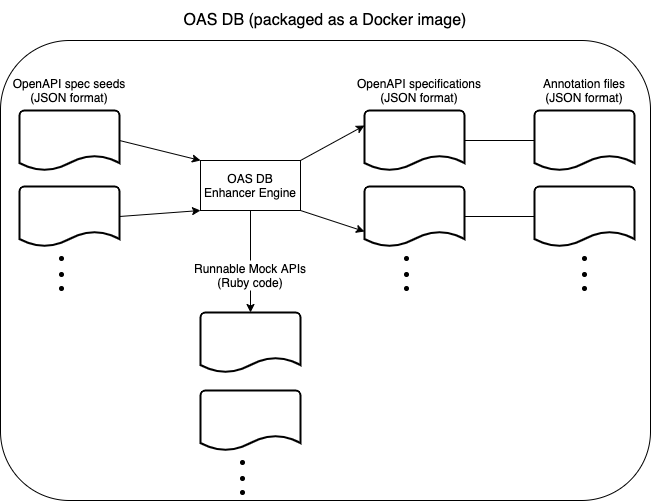 OAS DB (packaged as a Docker image)
OpenAPI spec seeds
(JSON format)
OpenAPI specifications
(JSON format)
Annotation files
(JSON format)
OAS DB
Enhancer Engine
Runnable Mock APIs
(Ruby code)